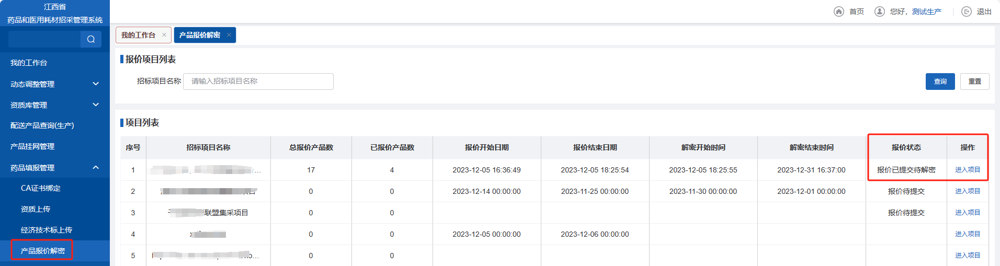 江西省
药品和医用耗材招采管理系统
首页 您好，测试生产 退出
我的工作台 × 产品报价解密 ×
我的工作台
动态调整管理
资质库管理
配送产品查询(生产)
产品挂网管理
药品填报管理
CA证书绑定
资质上传
经济技术标上传
产品报价解密
报价项目列表
招标项目名称 请输入招标项目名称 查询 重置
项目列表
序号 招标项目名称 总报价产品数 已报价产品数 报价开始日期 报价结束日期 解密开始时间 解密结束时间 报价状态 操作
1 ... 17 4 2023-12-05 16:36:49 2023-12-05 18:25:54 2023-12-05 18:25:55 2023-12-31 16:37:00 报价已提交待解密 进入项目
2 0 0 2023-12-14 00:00:00 2023-11-25 00:00:00 2023-11-30 00:00:00 2023-12-01 00:00:00 报价待提交 进入项目
3 联盟集采项目 0 0 报价待提交 进入项目
4 0 0 2023-12-05 00:00:00 2023-12-06 00:00:00 进入项目
5 ... 0 0 进入项目